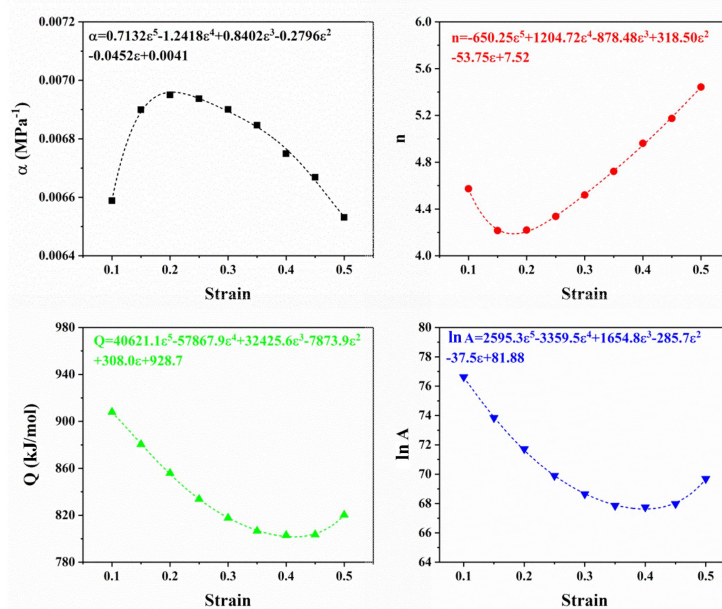 0.0072
α=0.7132ε⁵-1.2418ε⁴+0.8402ε³-0.2796ε²
-0.0452ε+0.0041
0.0070
0.0068
0.0066
0.0064
α (MPa⁻¹)
0.1 0.2 0.3 0.4 0.5
Strain
6.0
n=-650.25ε⁵+1204.72ε⁴-878.48ε³+318.50ε²
-53.75ε+7.52
5.4
4.8
4.2
4.0
n
0.1 0.2 0.3 0.4 0.5
Strain
980
Q=40621.1ε⁵-57867.9ε⁴+32425.6ε³-7873.9ε²
+308.0ε+928.7
940
900
860
820
780
Q (kJ/mol)
0.1 0.2 0.3 0.4 0.5
Strain
80
ln A=2595.3ε⁵-3359.5ε⁴+1654.8ε³-285.7ε²
-37.5ε+81.88
78
76
74
72
70
68
66
64
ln A
0.1 0.2 0.3 0.4 0.5
Strain